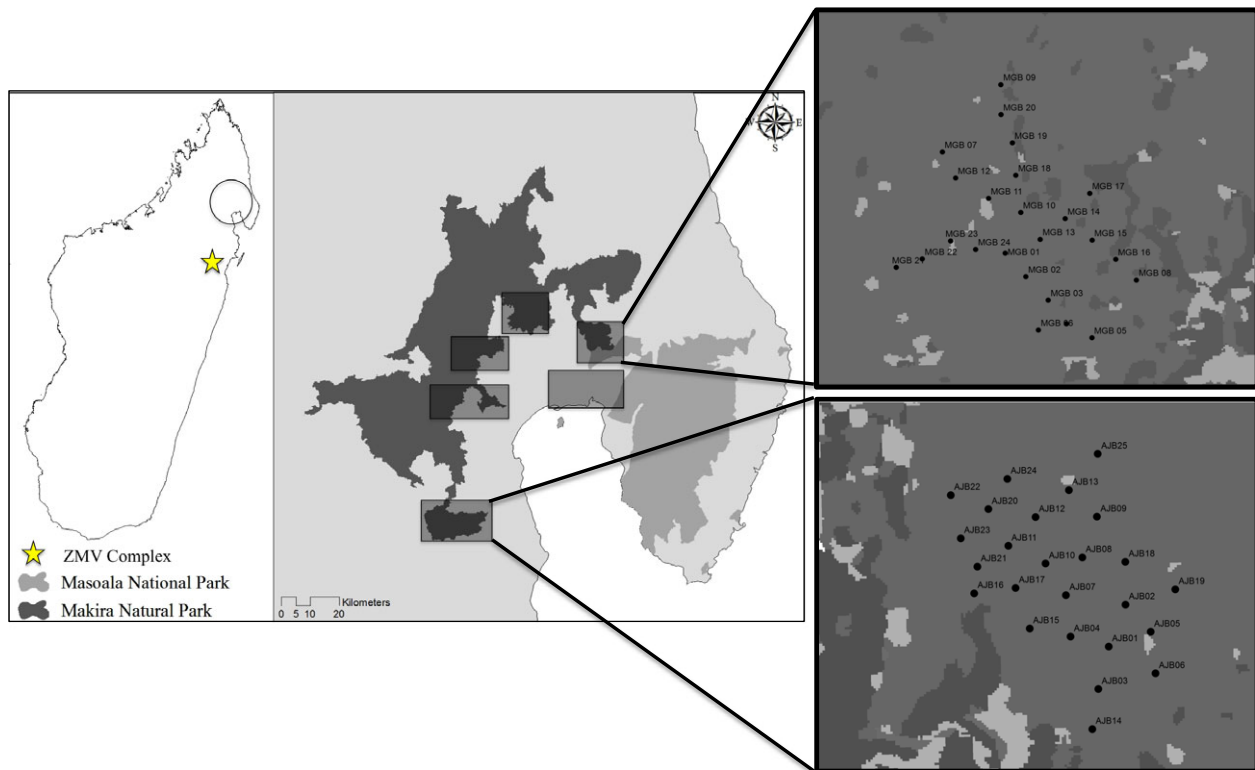 N
W
E
S
ZMV Complex
Masoala National Park
Makira Natural Park
Kilometers
0 5 10 20
MGB 09
MGB 20
MGB 19
MGB 07
MGB 18
MGB 12
MGB 17
MGB 11
MGB 10
MGB 14
MGB 23
MGB 13
MGB 15
MGB 24
MGB 01
MGB 22
MGB 16
MGB 02
MGB 08
MGB 03
MGB 05
AJB25
AJB24
AJB13
AJB22
AJB20
AJB12
AJB09
AJB23
AJB11
AJB08
AJB18
AJB21
AJB10
AJB19
AJB16
AJB17
AJB07
AJB02
AJB15
AJB04
AJB05
AJB01
AJB06
AJB03
AJB14